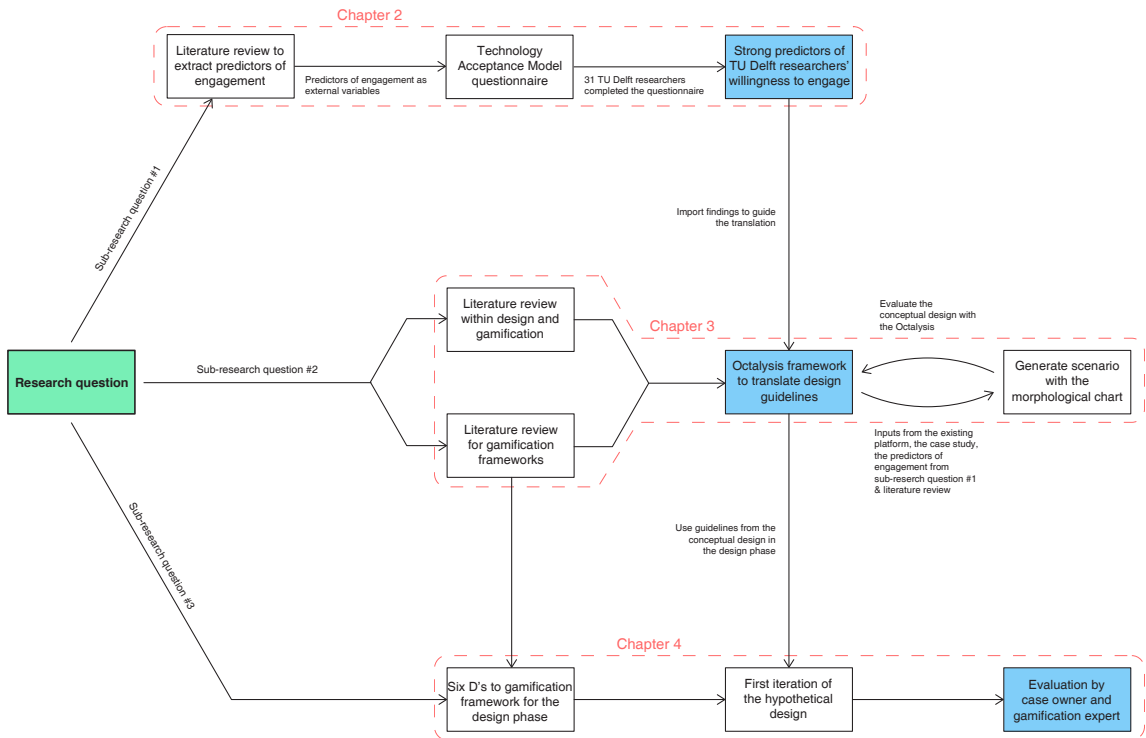 Chapter 2
Literature review to
extract predictors of
engagement
Predictors of engagement as
external variables
Technology
Acceptance Model
questionnaire
31 TU Delft researchers
completed the questionnaire
Strong predictors of
TU Delft researchers'
willingness to engage
Sub-research question #1
Import findings to guide
the translation
Literature review
within design and
gamification
Chapter 3
Evaluate the
conceptual design with
the Octalysis
Research question
Sub-research question #2
Octalysis framework
to translate design
guidelines
Generate scenario
with the
morphological chart
Literature review
for gamification
frameworks
Inputs from the existing
platform, the case study,
the predictors of
engagement from
sub-reserch question #1
& literature review
Sub-research question #3
Use guidelines from the
conceptual design in
the design phase
Chapter 4
Six D's to gamification
framework for the
design phase
First iteration of
the hypothetical
design
Evaluation by
case owner and
gamification expert